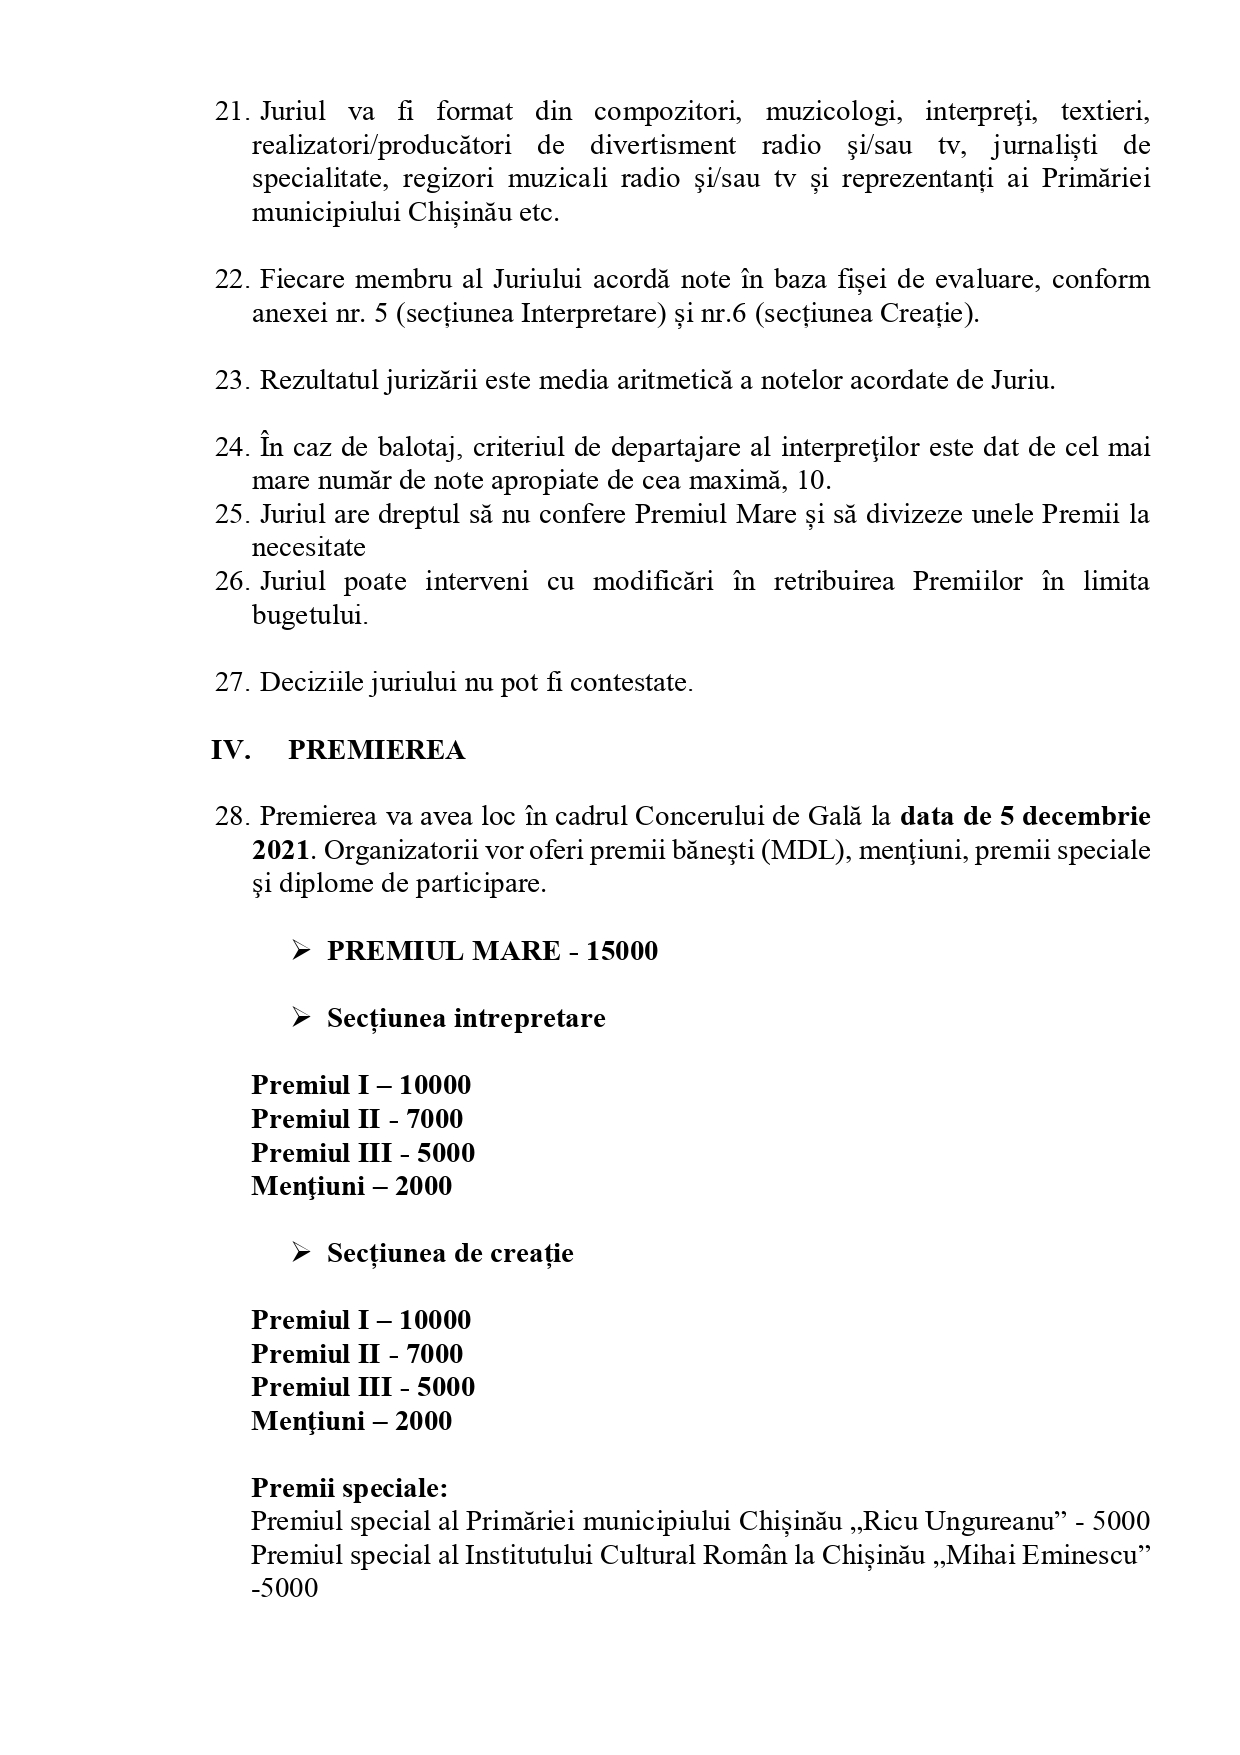 21. Juriul va fi format din compozitori, muzicologi, interpreţi, textieri,
realizatori/producători de divertisment radio şi/sau tv, jurnaliști de
specialitate, regizori muzicali radio şi/sau tv și reprezentanți ai Primăriei
municipiului Chișinău etc.
22. Fiecare membru al Juriului acordă note în baza fișei de evaluare, conform
anexei nr. 5 (secțiunea Interpretare) și nr.6 (secțiunea Creație).
23. Rezultatul jurizării este media aritmetică a notelor acordate de Juriu.
24. În caz de balotaj, criteriul de departajare al interpreţilor este dat de cel mai
mare număr de note apropiate de cea maximă, 10.
25. Juriul are dreptul să nu confere Premiul Mare și să divizeze unele Premii la
necesitate
26. Juriul poate interveni cu modificări în retribuirea Premiilor în limita
bugetului.
27. Deciziile juriului nu pot fi contestate.
IV. PREMIEREA
28. Premierea va avea loc în cadrul Concerului de Gală la data de 5 decembrie
2021. Organizatorii vor oferi premii băneşti (MDL), menţiuni, premii speciale
şi diplome de participare.
➢ PREMIUL MARE - 15000
➢ Secțiunea intrepretare
Premiul I – 10000
Premiul II - 7000
Premiul III - 5000
Menţiuni – 2000
➢ Secțiunea de creație
Premiul I – 10000
Premiul II - 7000
Premiul III - 5000
Menţiuni – 2000
Premii speciale:
Premiul special al Primăriei municipiului Chișinău „Ricu Ungureanu” - 5000
Premiul special al Institutului Cultural Român la Chișinău „Mihai Eminescu”
-5000